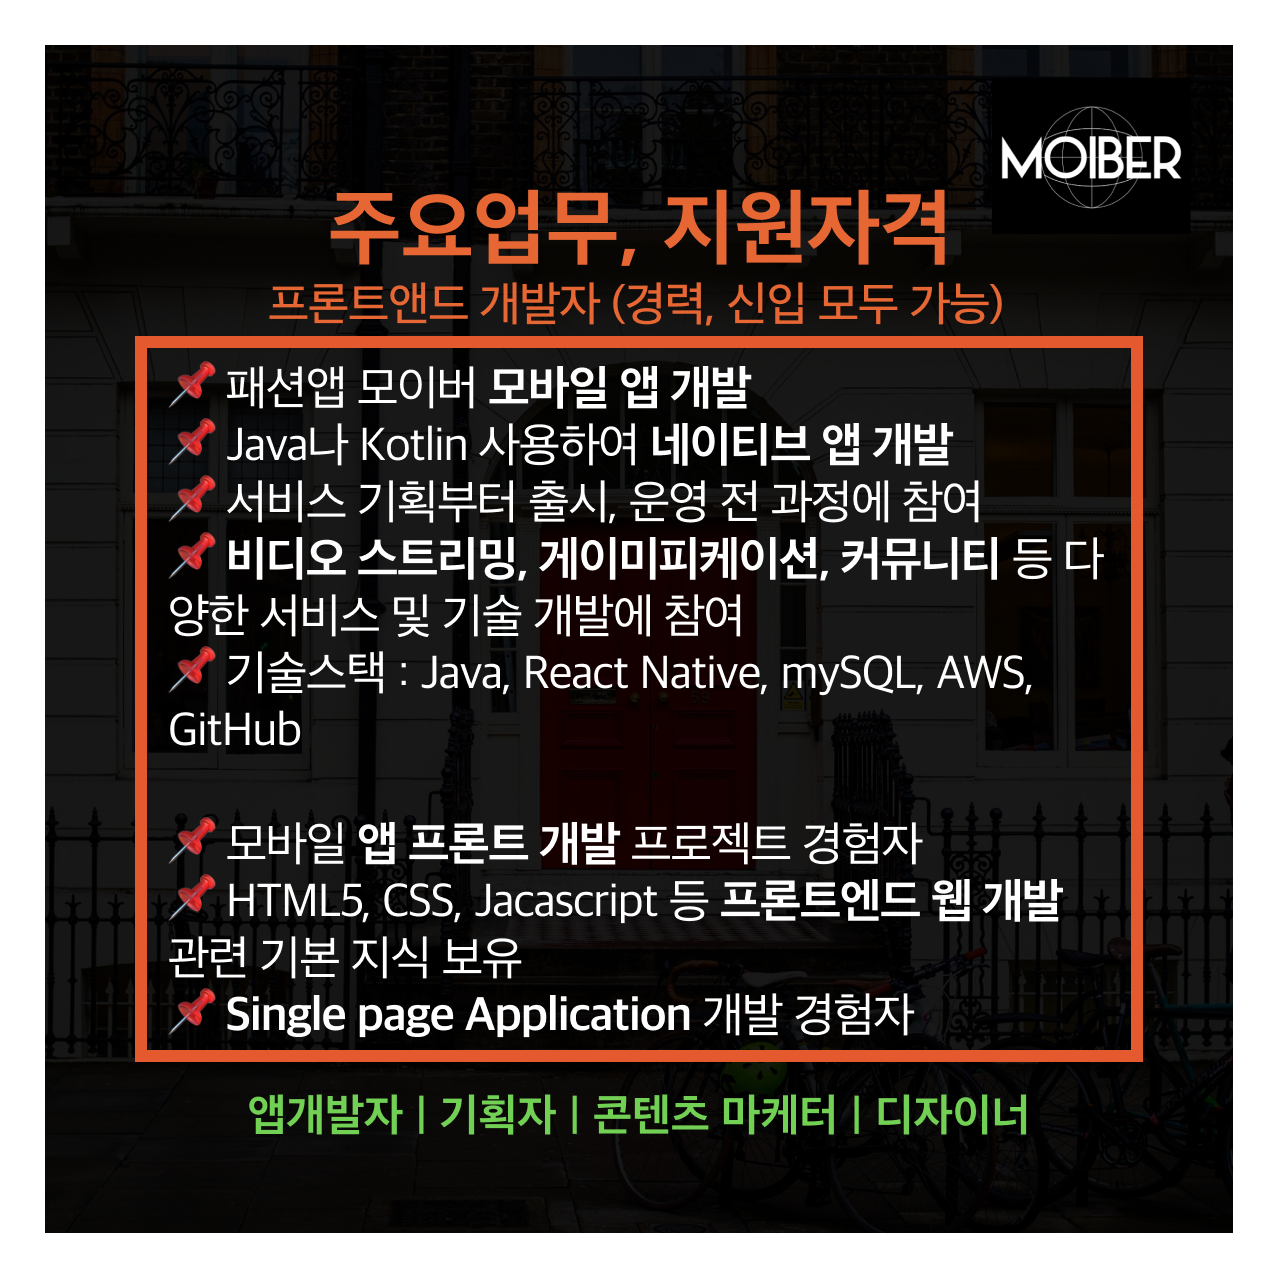 MOIBER
주요업무, 지원자격
프론트앤드 개발자 (경력, 신입 모두 가능)
📌 패션앱 모이버 모바일 앱 개발
📌 Java나 Kotlin 사용하여 네이티브 앱 개발
📌 서비스 기획부터 출시, 운영 전 과정에 참여
📌 비디오 스트리밍, 게이미피케이션, 커뮤니티 등 다
양한 서비스 및 기술 개발에 참여
📌 기술스택 : Java, React Native, mySQL, AWS,
GitHub
📌 모바일 앱 프론트 개발 프로젝트 경험자
📌 HTML5, CSS, Jacascript 등 프론트엔드 웹 개발
관련 기본 지식 보유
📌 Single page Application 개발 경험자
앱개발자 | 기획자 | 콘텐츠 마케터 | 디자이너